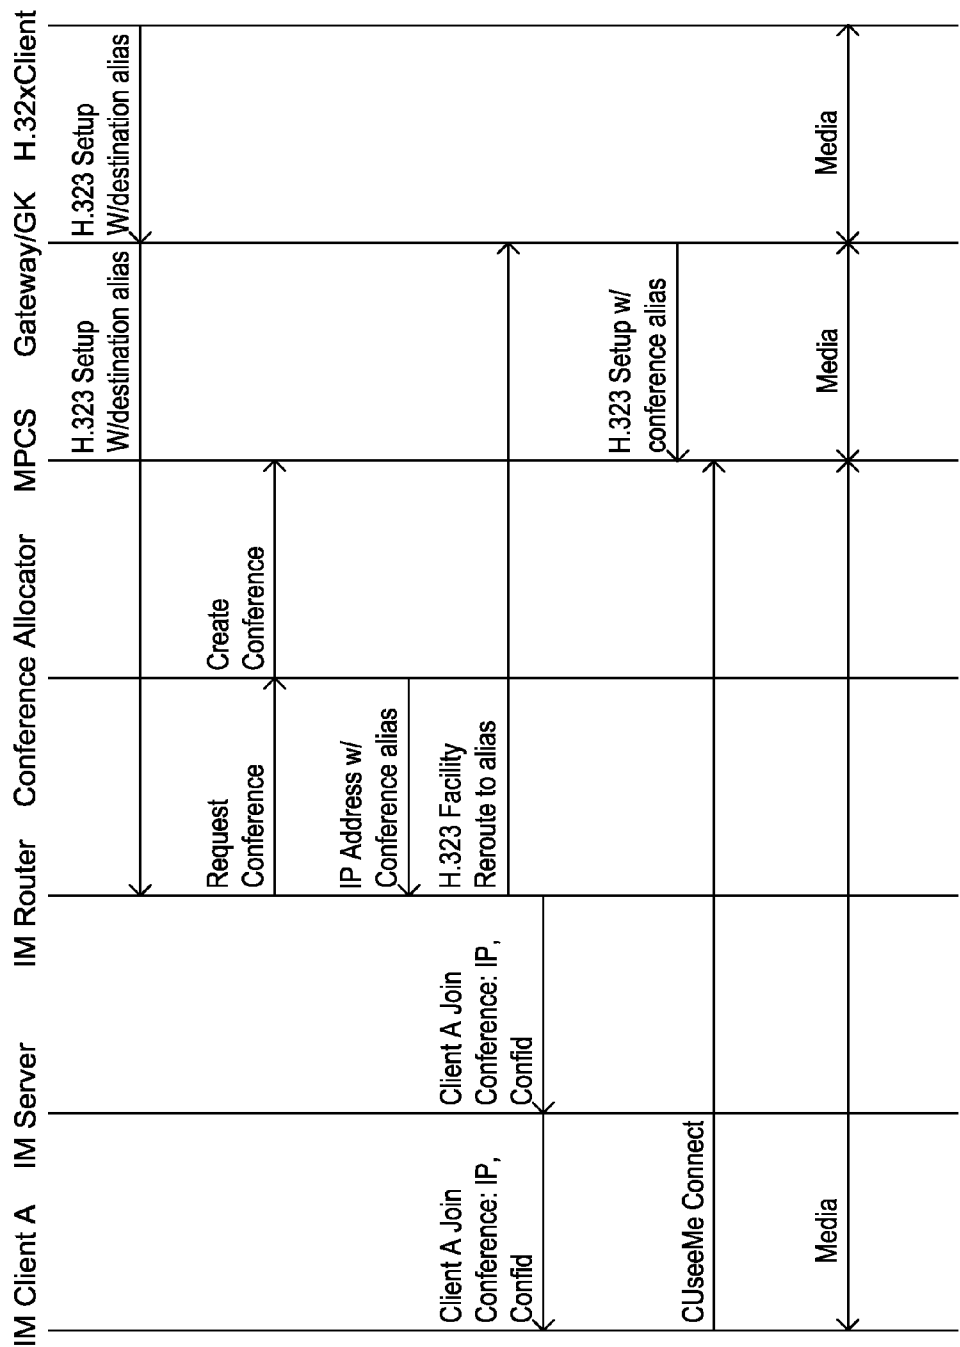 IM Client A
IM Server
IM Router
Conference Allocator
MPCS
Gateway/GK
H.32xClient
H.323 Setup
W/destination alias
H.323 Setup
W/destination alias
Request
Conference
Create
Conference
IP Address w/
Conference alias
H.323 Facility
Reroute to alias
Client A Join
Conference: IP,
Confid
Client A Join
Conference: IP,
Confid
H.323 Setup w/
conference alias
CUseeMe Connect
Media
Media
Media